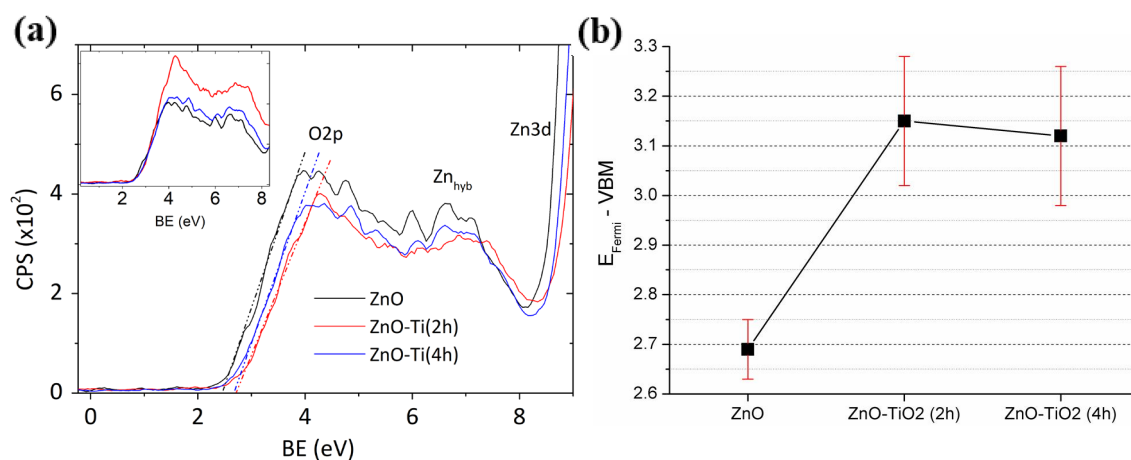 (a)
6
4
2
0
CPS (x10²)
0 2 4 6 8
BE (eV)
2 4 6 8
BE (eV)
O2p
Zn_hyb
Zn3d
ZnO
ZnO-Ti(2h)
ZnO-Ti(4h)
(b)
3.3
3.2
3.1
3.0
2.9
2.8
2.7
2.6
E_Fermi - VBM
ZnO ZnO-TiO2 (2h) ZnO-TiO2 (4h)